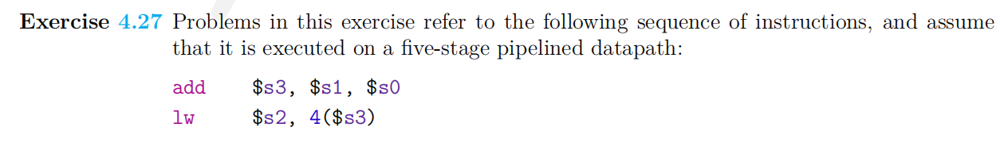 Exercise 4.27 Problems in this exercise refer to the following sequence of instructions, and assume
that it is executed on a five-stage pipelined datapath:
add $s3, $s1, $s0
lw $s2, 4($s3)